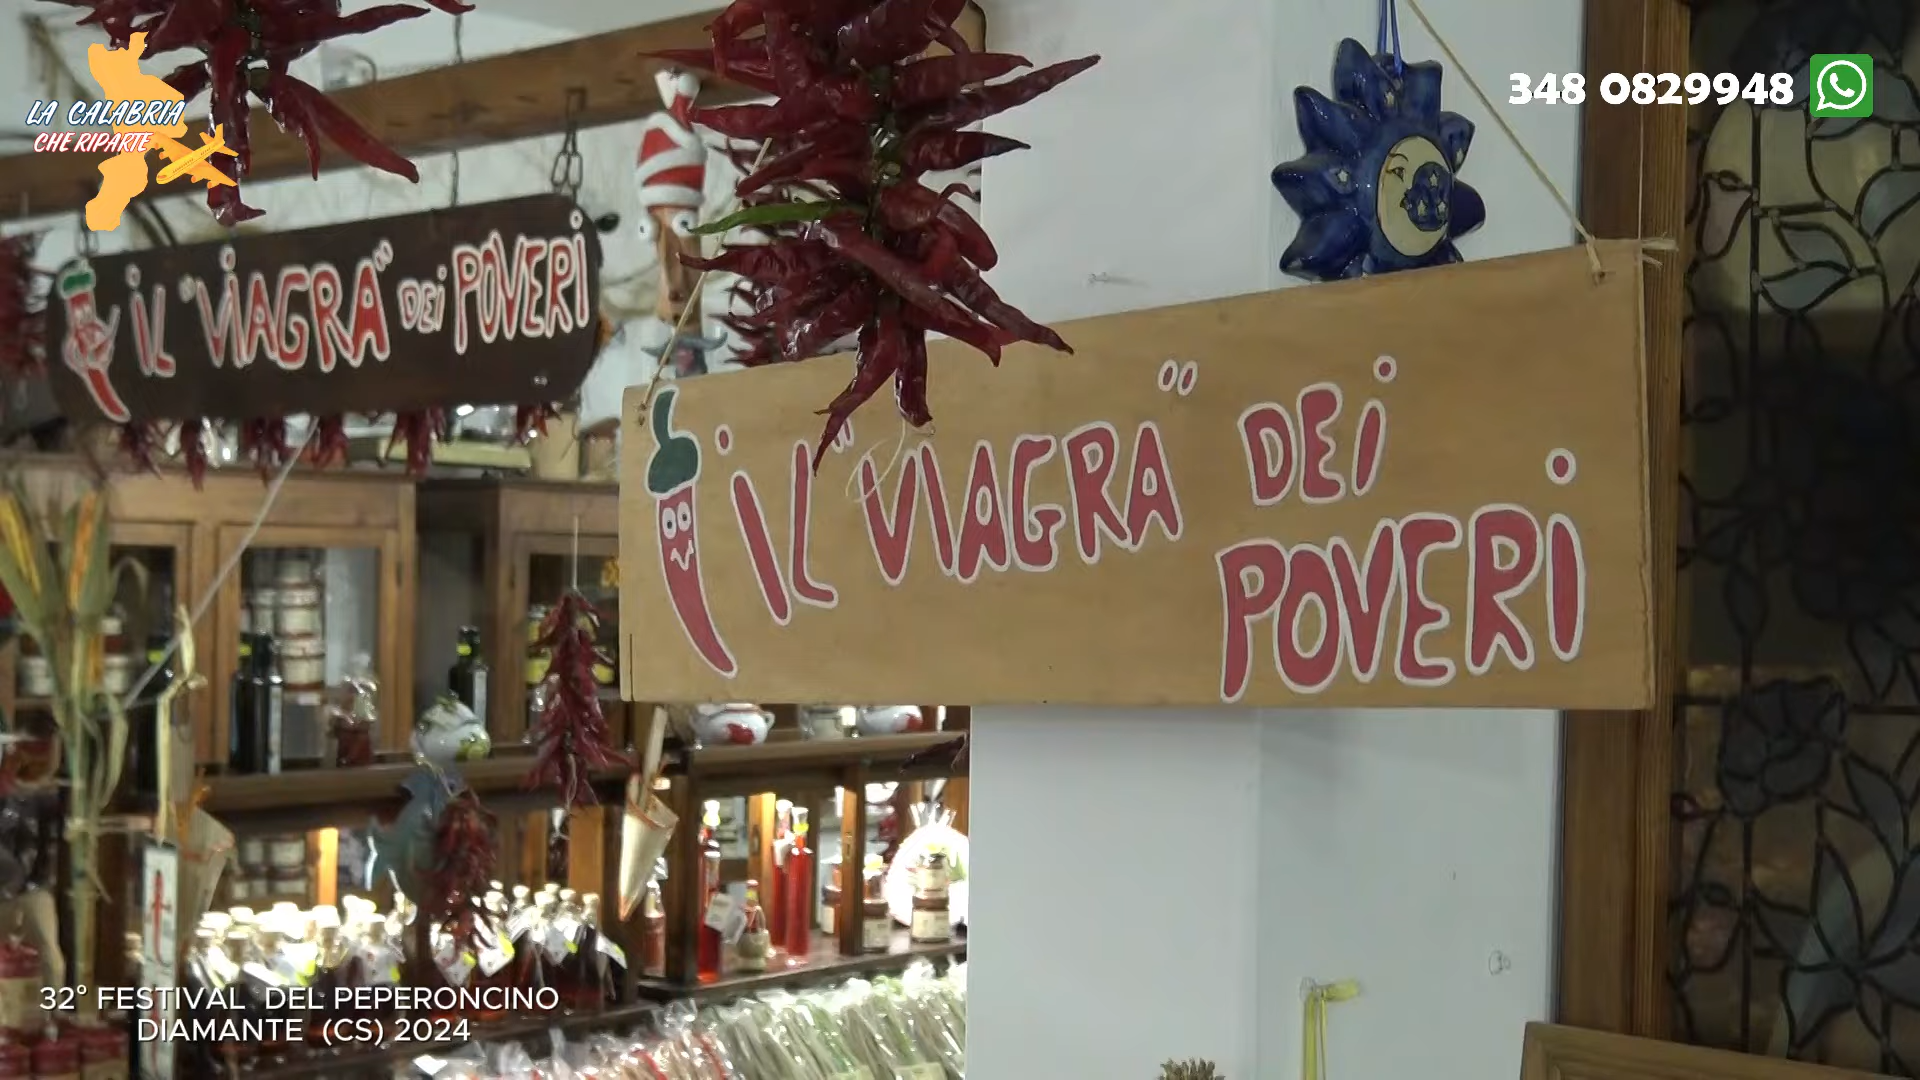 LA CALABRIA
CHE RIPARTE
348 0829948
iL "ViAGRA" DEi POVERi
iL "VIAGRA" DEi
POVERi
32° FESTIVAL DEL PEPERONCINO
DIAMANTE (CS) 2024